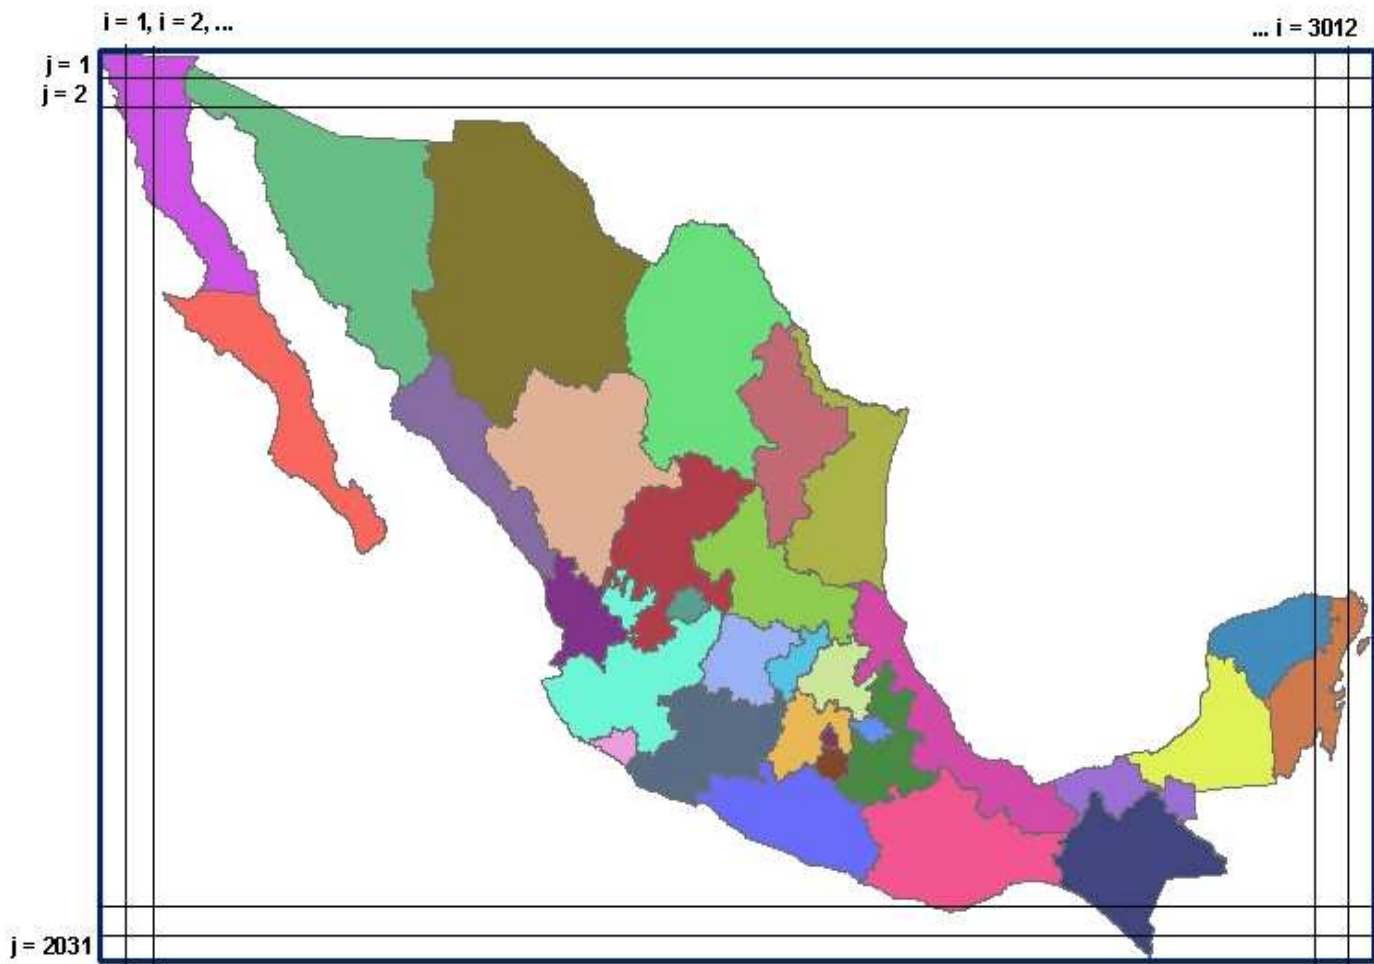 i = 1, i = 2, ...
... i = 3012
j = 1
j = 2
j = 2031